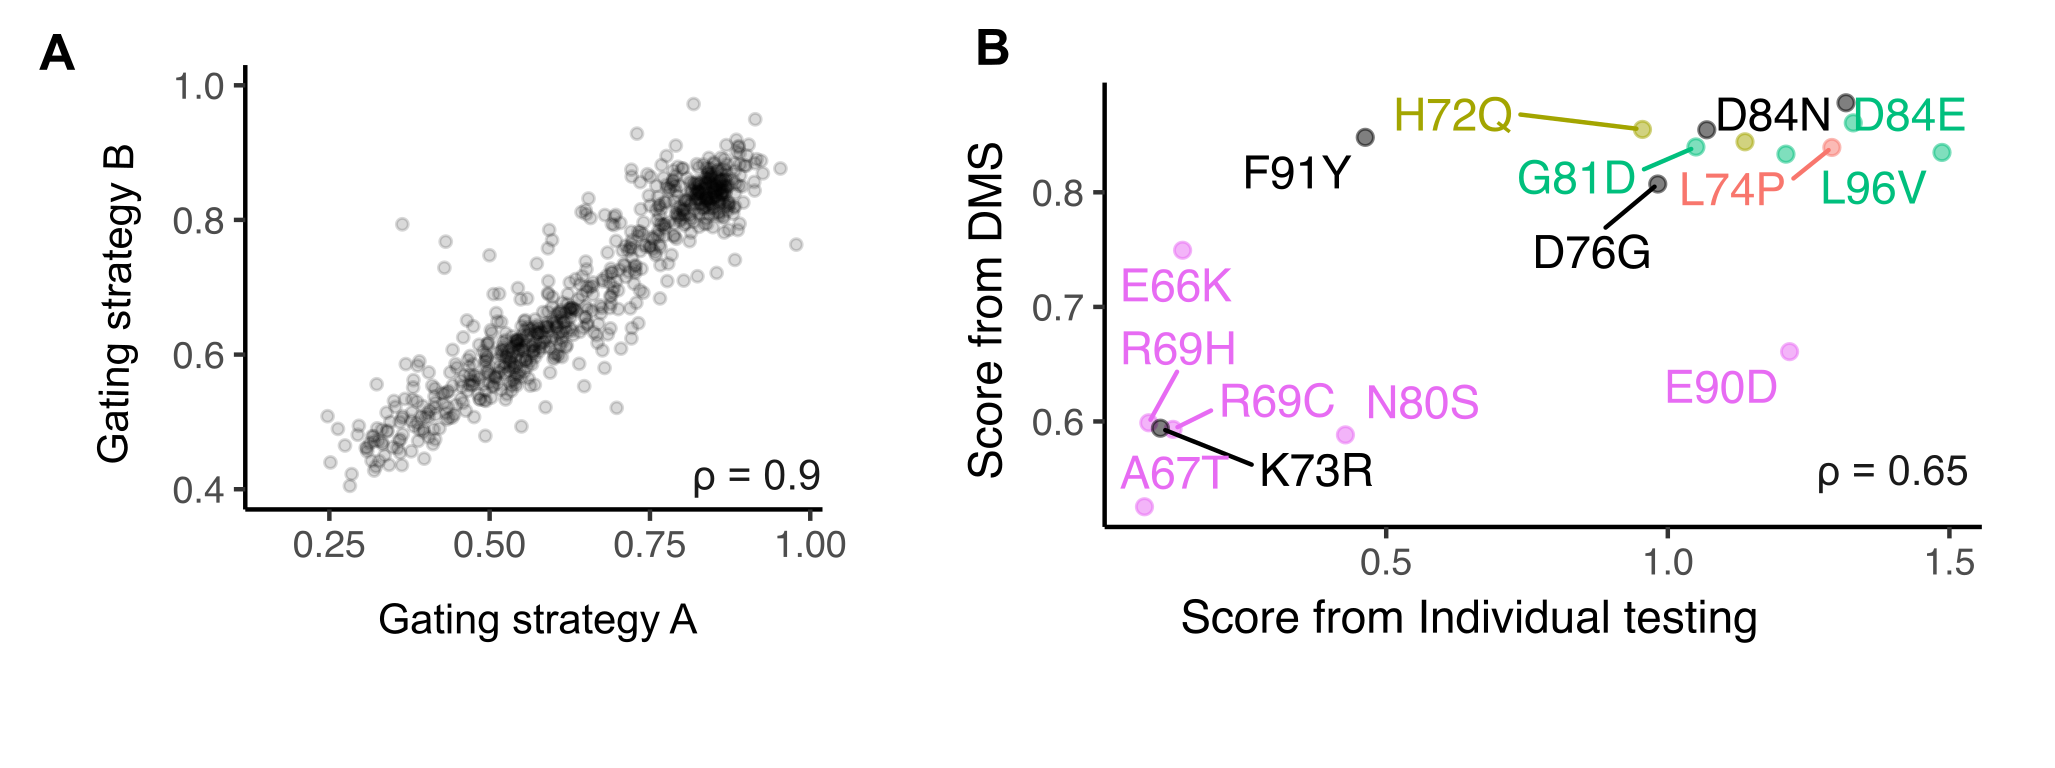 A
Gating strategy B
1.0
0.8
0.6
0.4
ρ = 0.9
0.25 0.50 0.75 1.00
Gating strategy A
B
Score from DMS
0.8
0.7
0.6
H72Q
D84N
D84E
F91Y
G81D
L74P
L96V
D76G
E66K
R69H
E90D
R69C
N80S
A67T
K73R
ρ = 0.65
0.5 1.0 1.5
Score from Individual testing